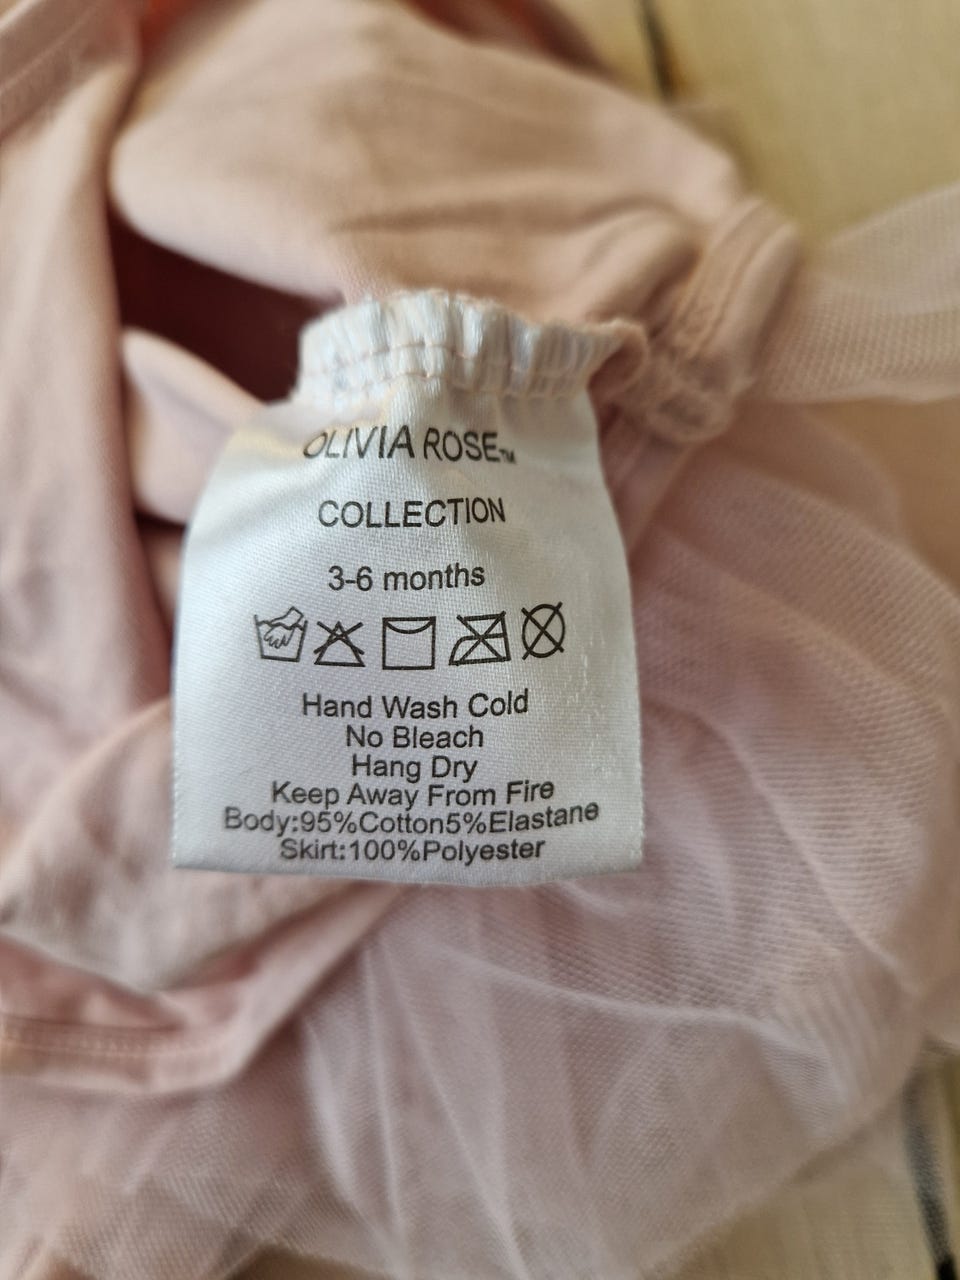 OLIVIA ROSE™
COLLECTION
3-6 months
Hand Wash Cold
No Bleach
Hang Dry
Keep Away From Fire
Body:95%Cotton5%Elastane
Skirt:100%Polyester